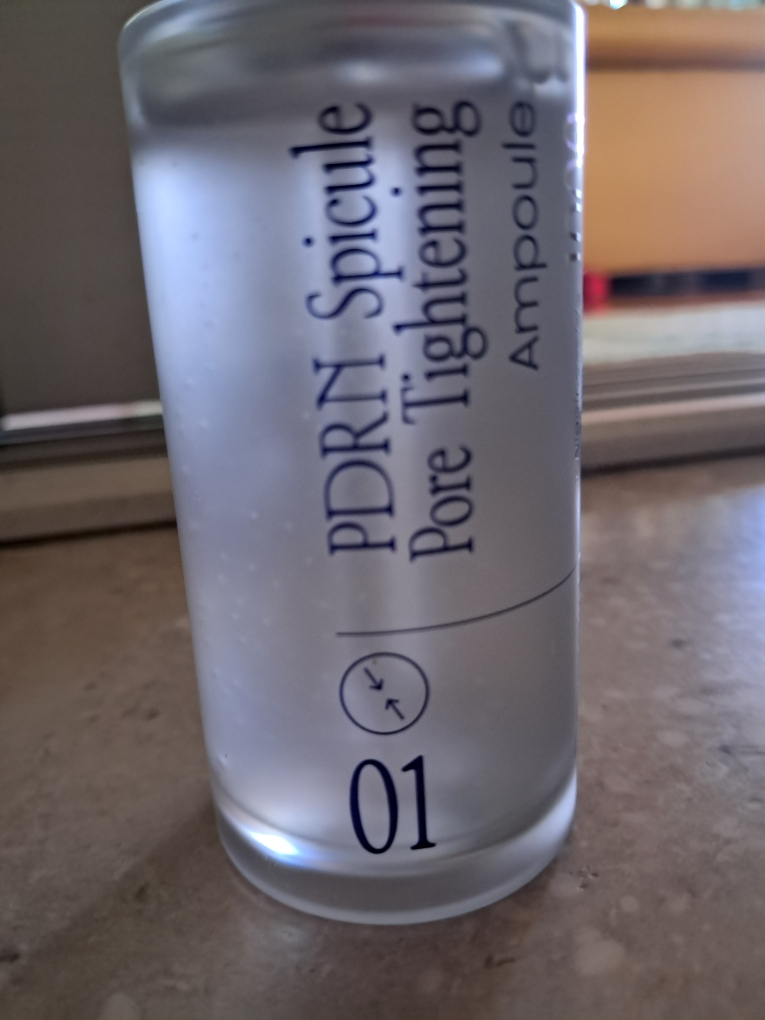 PDRN Spicule
Pore Tightening
Ampoule
01